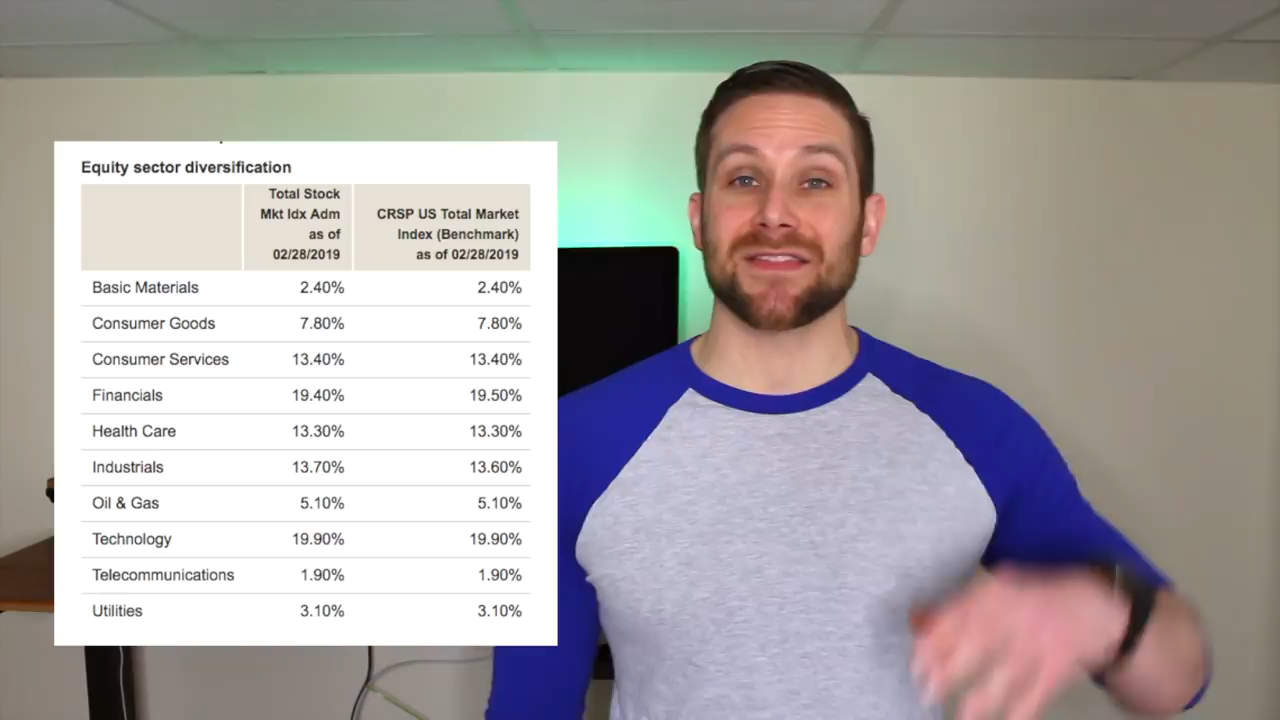 Equity sector diversification
Total Stock
Mkt Idx Adm
as of
02/28/2019
CRSP US Total Market
Index (Benchmark)
as of 02/28/2019
Basic Materials 2.40% 2.40%
Consumer Goods 7.80% 7.80%
Consumer Services 13.40% 13.40%
Financials 19.40% 19.50%
Health Care 13.30% 13.30%
Industrials 13.70% 13.60%
Oil & Gas 5.10% 5.10%
Technology 19.90% 19.90%
Telecommunications 1.90% 1.90%
Utilities 3.10% 3.10%